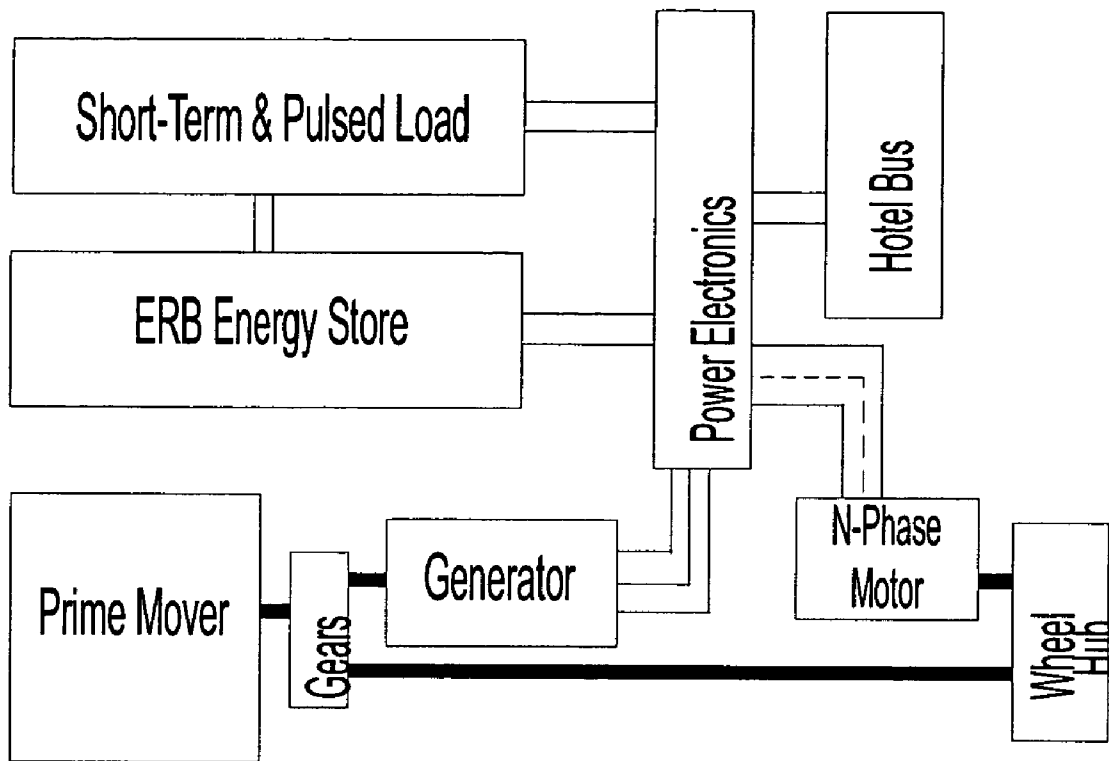 Short-Term & Pulsed Load
ERB Energy Store
Power Electronics
Hotel Bus
Prime Mover
Gears
Generator
N-Phase
Motor
Wheel
Hub